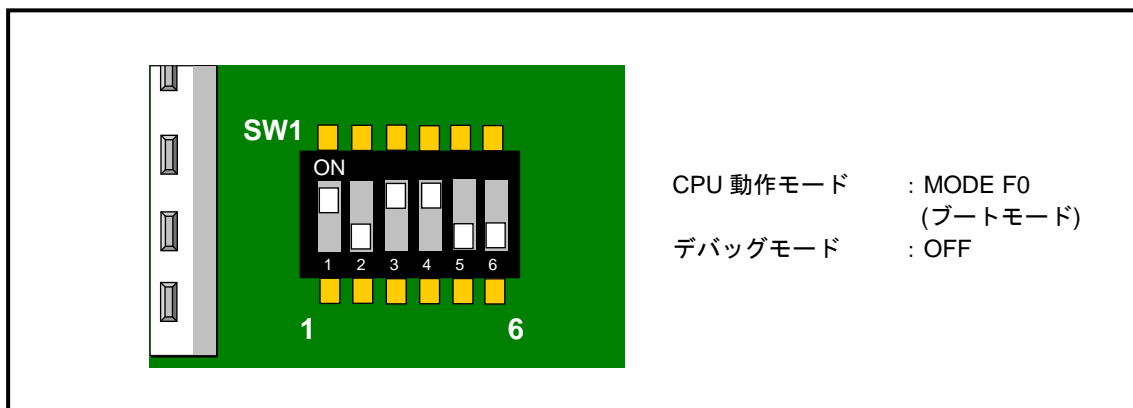 SW1
ON
1 2 3 4 5 6
1 6
CPU 動作モード : MODE F0
(ブートモード)
デバッグモード : OFF